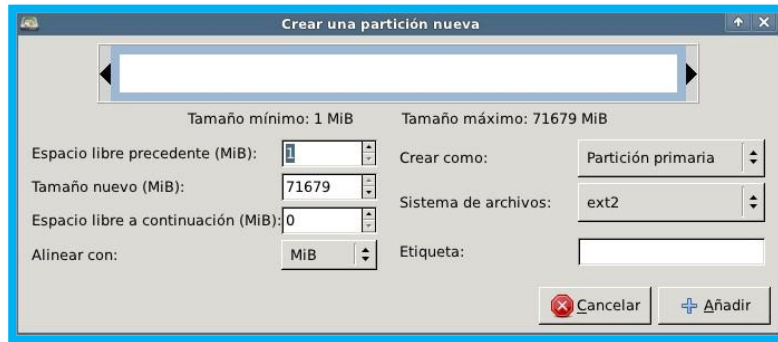 Crear una partición nueva
Tamaño mínimo: 1 MiB Tamaño máximo: 71679 MiB
Espacio libre precedente (MiB): 1 Crear como: Partición primaria
Tamaño nuevo (MiB): 71679
Sistema de archivos: ext2
Espacio libre a continuación (MiB): 0
Alinear con: MiB Etiqueta:
Cancelar Añadir